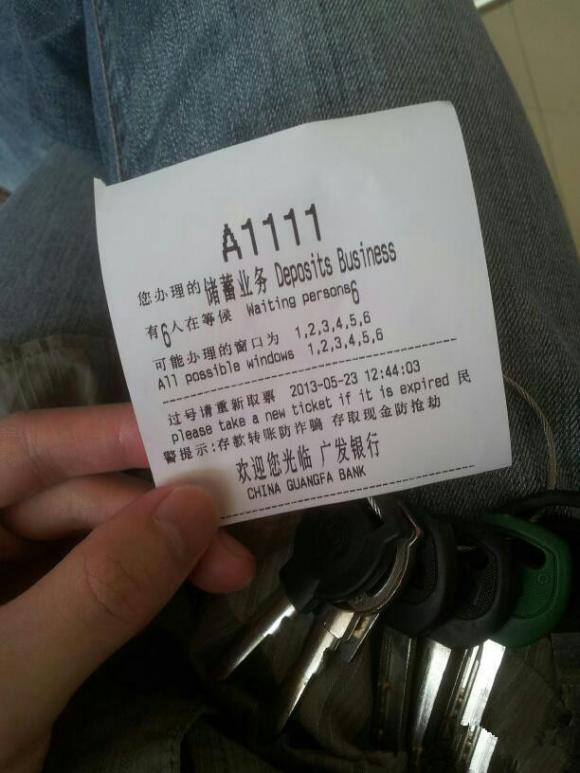 A1111
您办理的储蓄业务 Deposits Business
有6人在等候 Waiting persons6
可能办理的窗口为 1,2,3,4,5,6
All possible windows 1,2,3,4,5,6
过号请重新取票 2013-05-23 12:44:03
please take a new ticket if it is expired 民
警提示:存款转账防诈骗 存取现金防抢劫
欢迎您光临 广发银行
CHINA GUANGFA BANK